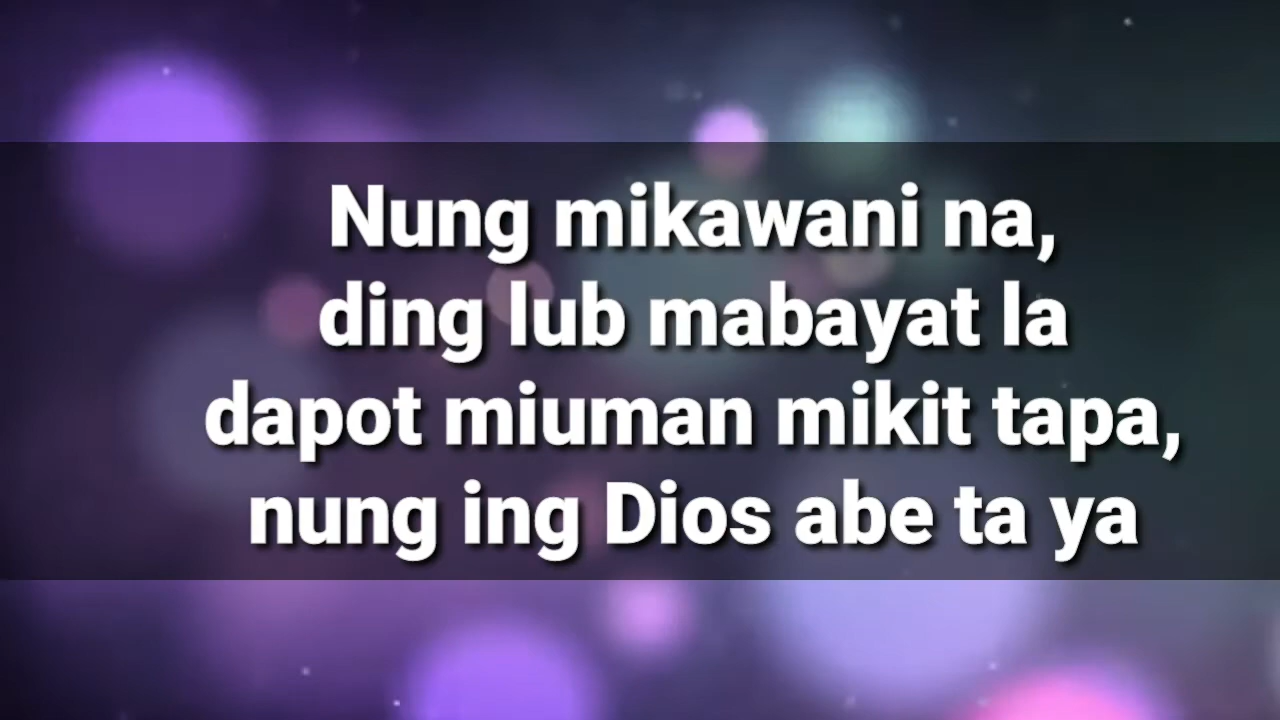 Nung mikawani na,
ding lub mabayat la
dapot miuman mikit tapa,
nung ing Dios abe ta ya